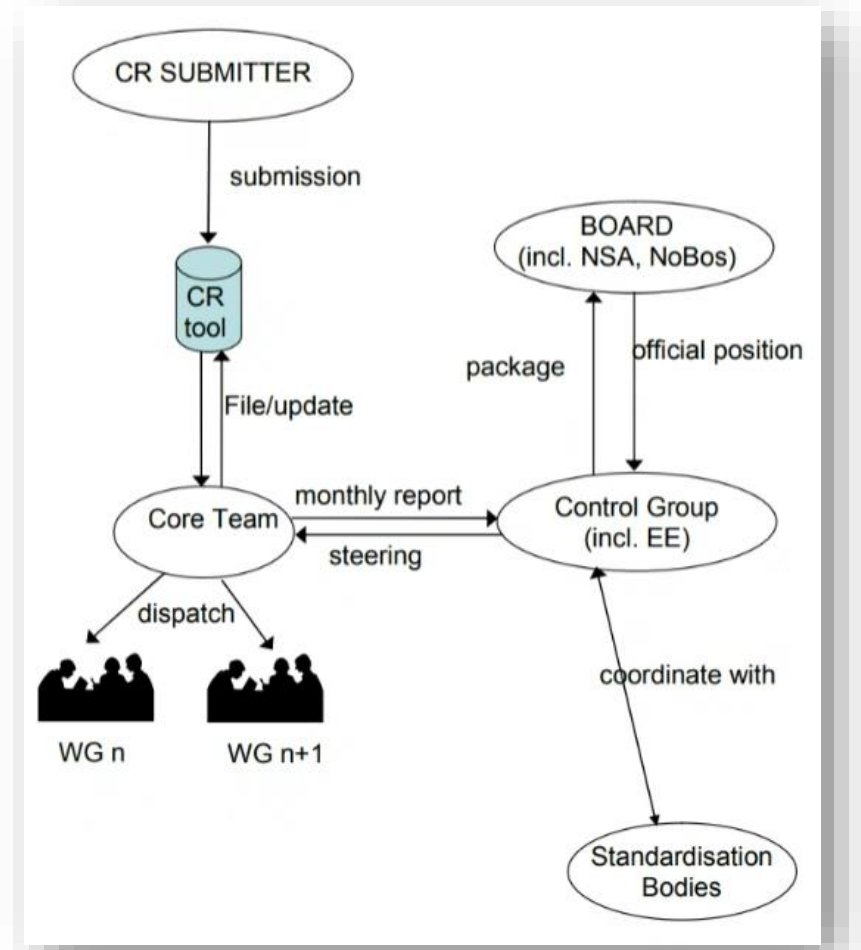 CR SUBMITTER
submission
CR
tool
File/update
BOARD
(incl. NSA, NoBos)
package
official position
Core Team
monthly report
steering
Control Group
(incl. EE)
dispatch
WG n
WG n+1
coordinate with
Standardisation
Bodies